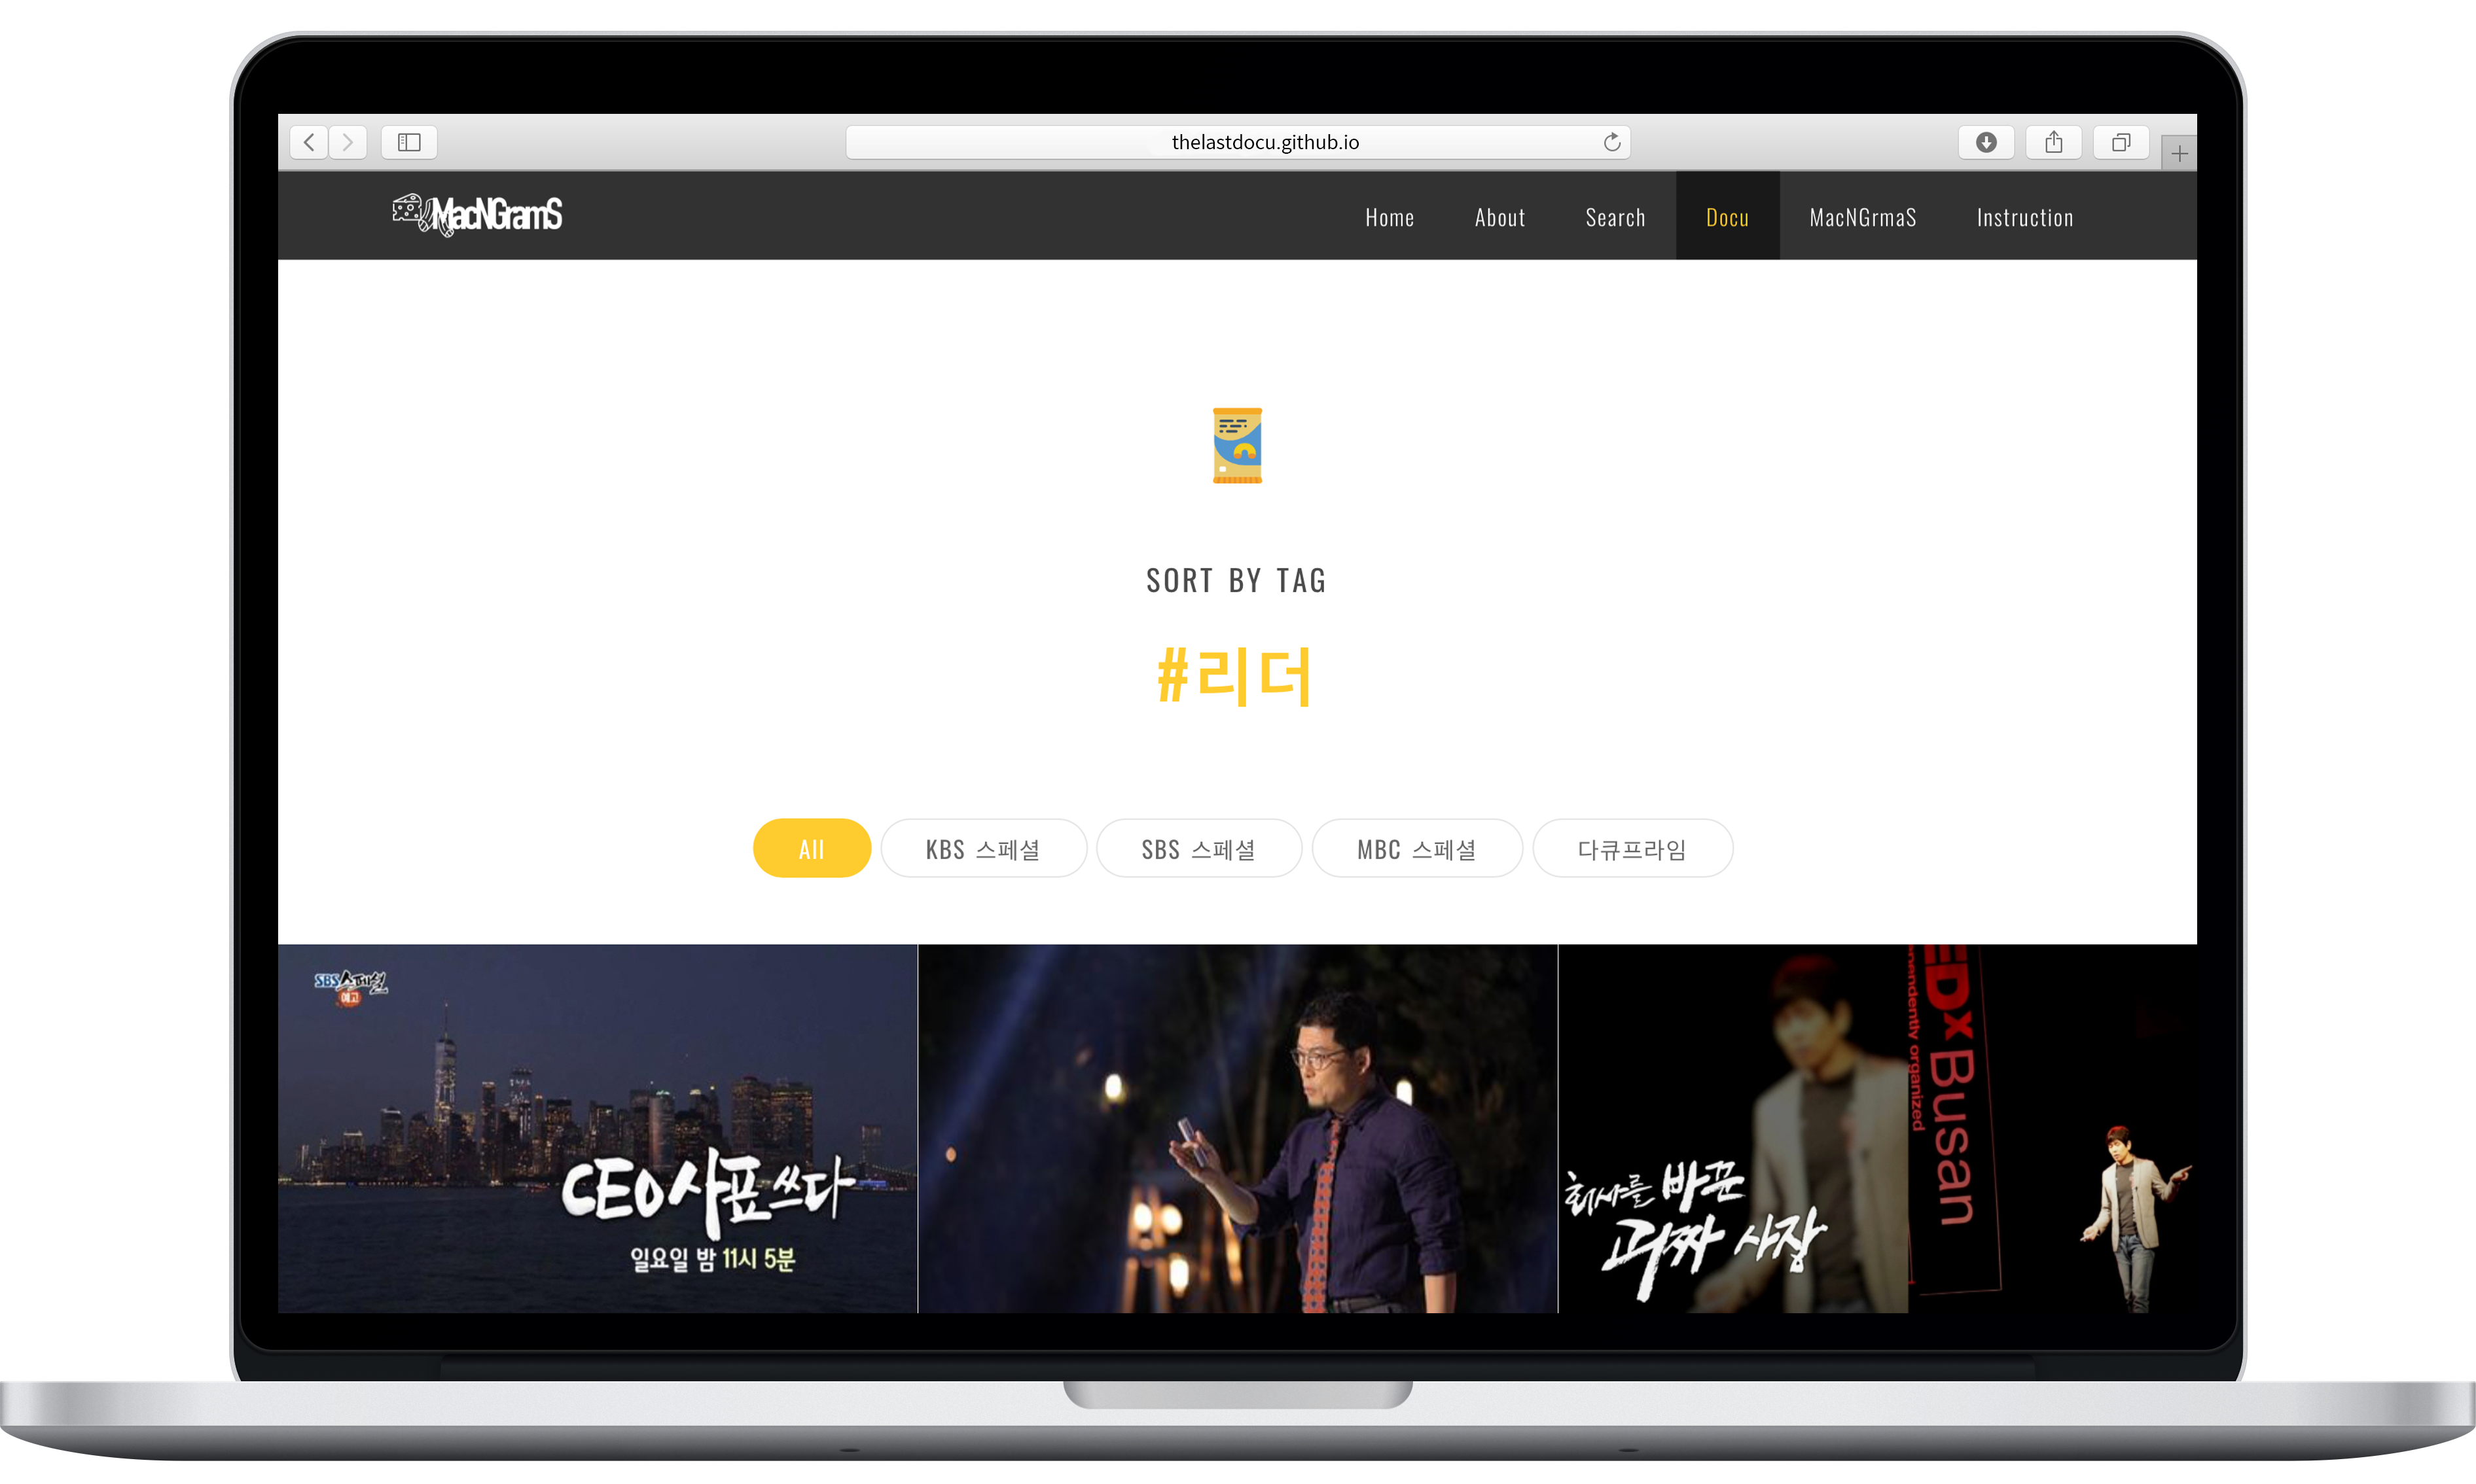 thelastdocu.github.io
MacNGramS
Home About Search Docu MacNGrmaS Instruction
SORT BY TAG
#리더
All KBS 스페셜 SBS 스페셜 MBC 스페셜 다큐프라임
SBS 스페셜
예고
CEO 사표 쓰다
일요일 밤 11시 5분
회사를 바꾼
괴짜 사장
EDx Busan
ependently organized